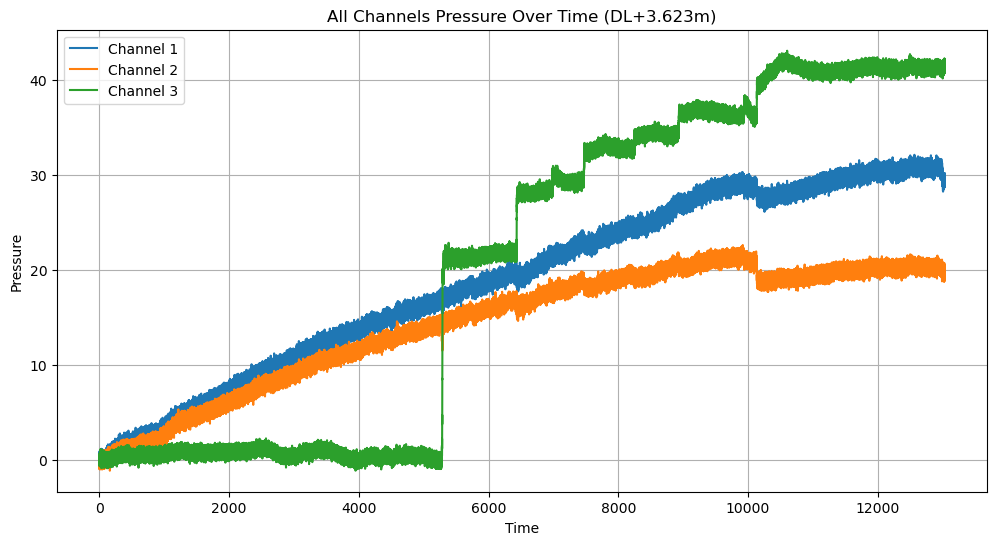 All Channels Pressure Over Time (DL+3.623m)
Channel 1
Channel 2
Channel 3
Pressure
40
30
20
10
0
0 2000 4000 6000 8000 10000 12000
Time